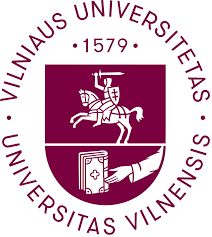 VILNIAUS UNIVERSITETAS
· 1579 ·
UNIVERSITAS VILNENSIS